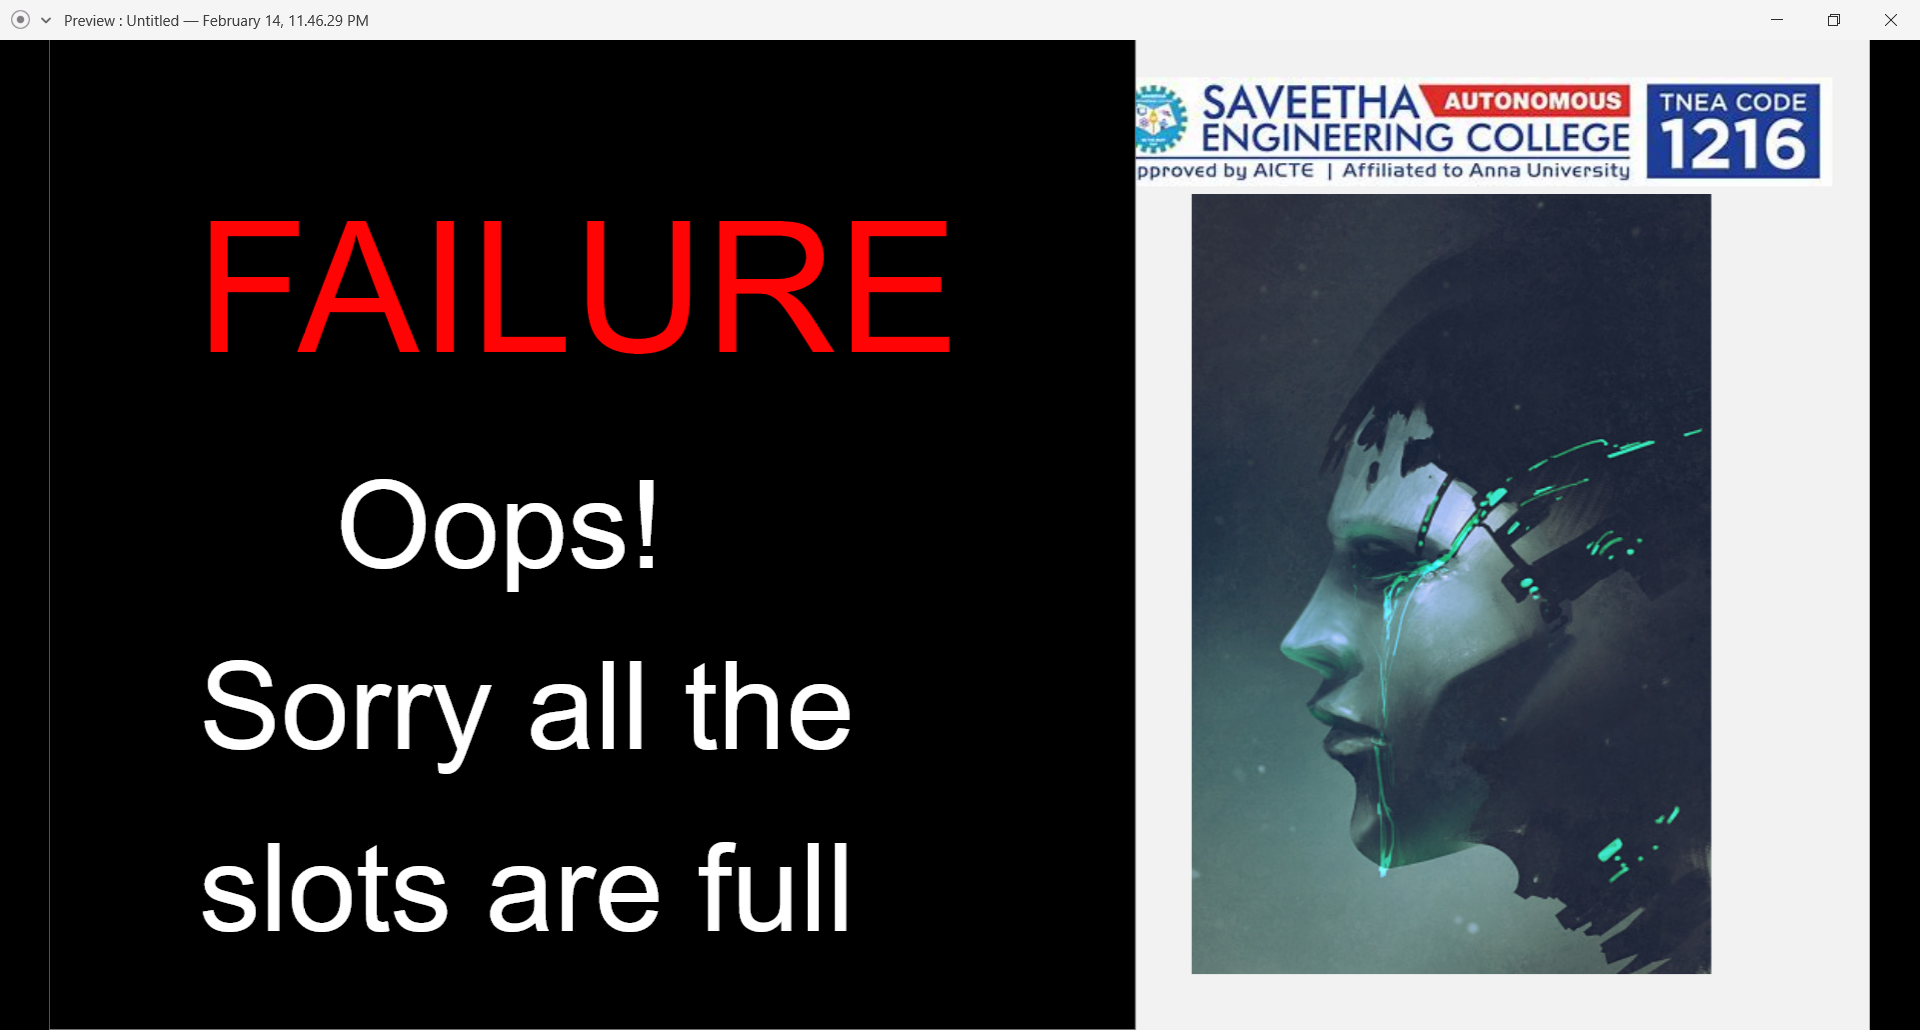 Preview : Untitled — February 14, 11.46.29 PM
FAILURE
Oops!
Sorry all the
slots are full
SAVEETHA AUTONOMOUS
ENGINEERING COLLEGE
pproved by AICTE | Affiliated to Anna University
TNEA CODE
1216